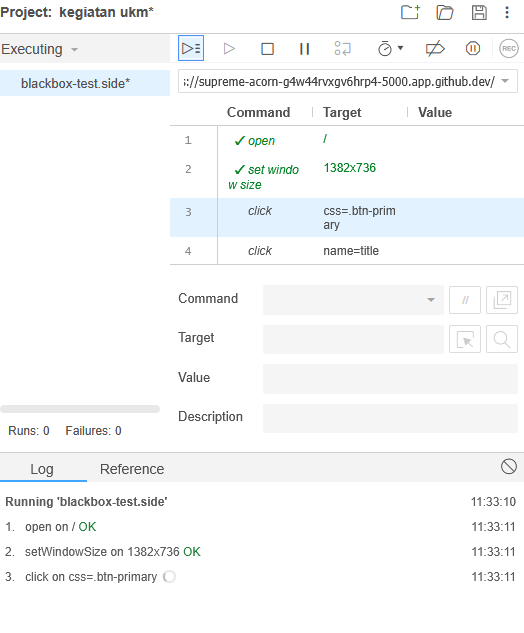 Project: kegiatan ukm*
Executing
REC
blackbox-test.side*
s://supreme-acorn-g4w44rvxgv6hrp4-5000.app.github.dev/
Command Target Value
1 ✓ open /
2 ✓ set windo
w size 1382x736
3 click css=.btn-prim
ary
4 click name=title
Command //
Target
Value
Description
Runs: 0 Failures: 0
Log Reference
Running 'blackbox-test.side' 11:33:10
1. open on / OK 11:33:11
2. setWindowSize on 1382x736 OK 11:33:11
3. click on css=.btn-primary 11:33:11